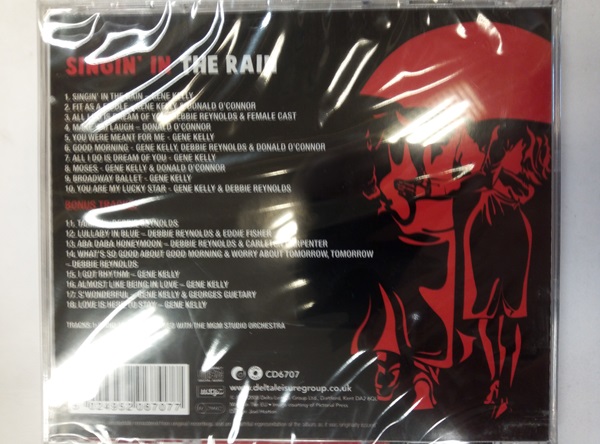 SINGIN' IN THE RAIN
1. SINGIN' IN THE RAIN - GENE KELLY
2. FIT AS A FIDDLE - GENE KELLY & DONALD O'CONNOR
3. ALL I DO IS DREAM OF YOU - DEBBIE REYNOLDS & FEMALE CAST
4. MAKE 'EM LAUGH - DONALD O'CONNOR
5. YOU WERE MEANT FOR ME - GENE KELLY
6. GOOD MORNING - GENE KELLY, DEBBIE REYNOLDS & DONALD O'CONNOR
7. ALL I DO IS DREAM OF YOU - GENE KELLY
8. MOSES - GENE KELLY & DONALD O'CONNOR
9. BROADWAY BALLET - GENE KELLY
10. YOU ARE MY LUCKY STAR - GENE KELLY & DEBBIE REYNOLDS
BONUS TRACKS
11. REYNOLDS
12. LULLABY IN BLUE - DEBBIE REYNOLDS & EDDIE FISHER
13. ABA DABA HONEYMOON - DEBBIE REYNOLDS & CARLETON CARPENTER
14. WHAT'S SO GOOD ABOUT GOOD MORNING & WORRY ABOUT TOMORROW, TOMORROW
- DEBBIE REYNOLDS
15. I GOT RHYTHM - GENE KELLY
16. ALMOST LIKE BEING IN LOVE - GENE KELLY
17. S'WONDERFUL - GENE KELLY & GEORGES GUETARY
18. LOVE IS HERE TO STAY - GENE KELLY
TRACKS WITH THE MGM STUDIO ORCHESTRA
CD6707
www.deltaleisuregroup.co.uk
6 024952 067077